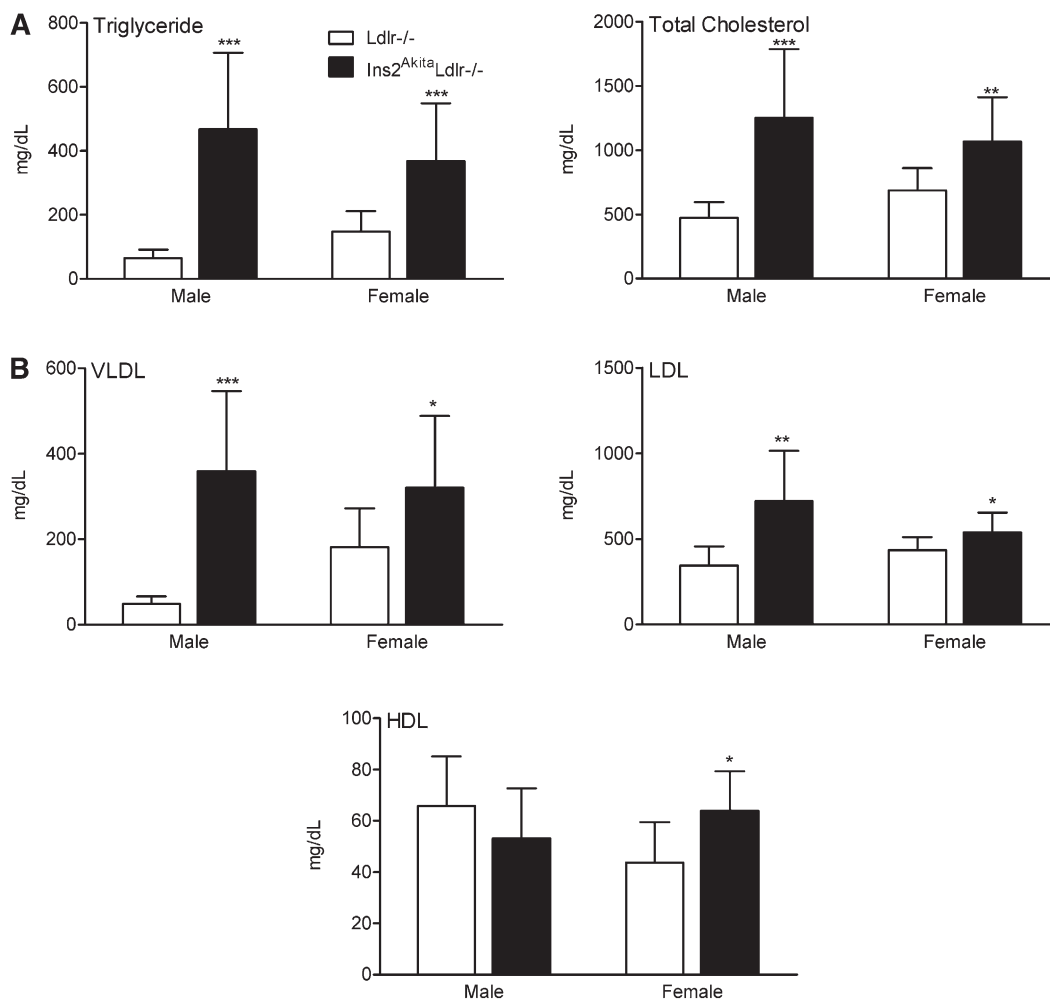 A
Triglyceride
Ldlr-/-
Ins2AkitaLdlr-/-
mg/dL
800
600
400
200
0
***
***
Male
Female
Total Cholesterol
mg/dL
2000
1500
1000
500
0
***
**
Male
Female
B
VLDL
mg/dL
600
400
200
0
***
*
Male
Female
LDL
mg/dL
1500
1000
500
0
**
*
Male
Female
HDL
mg/dL
100
80
60
40
20
0
*
Male
Female